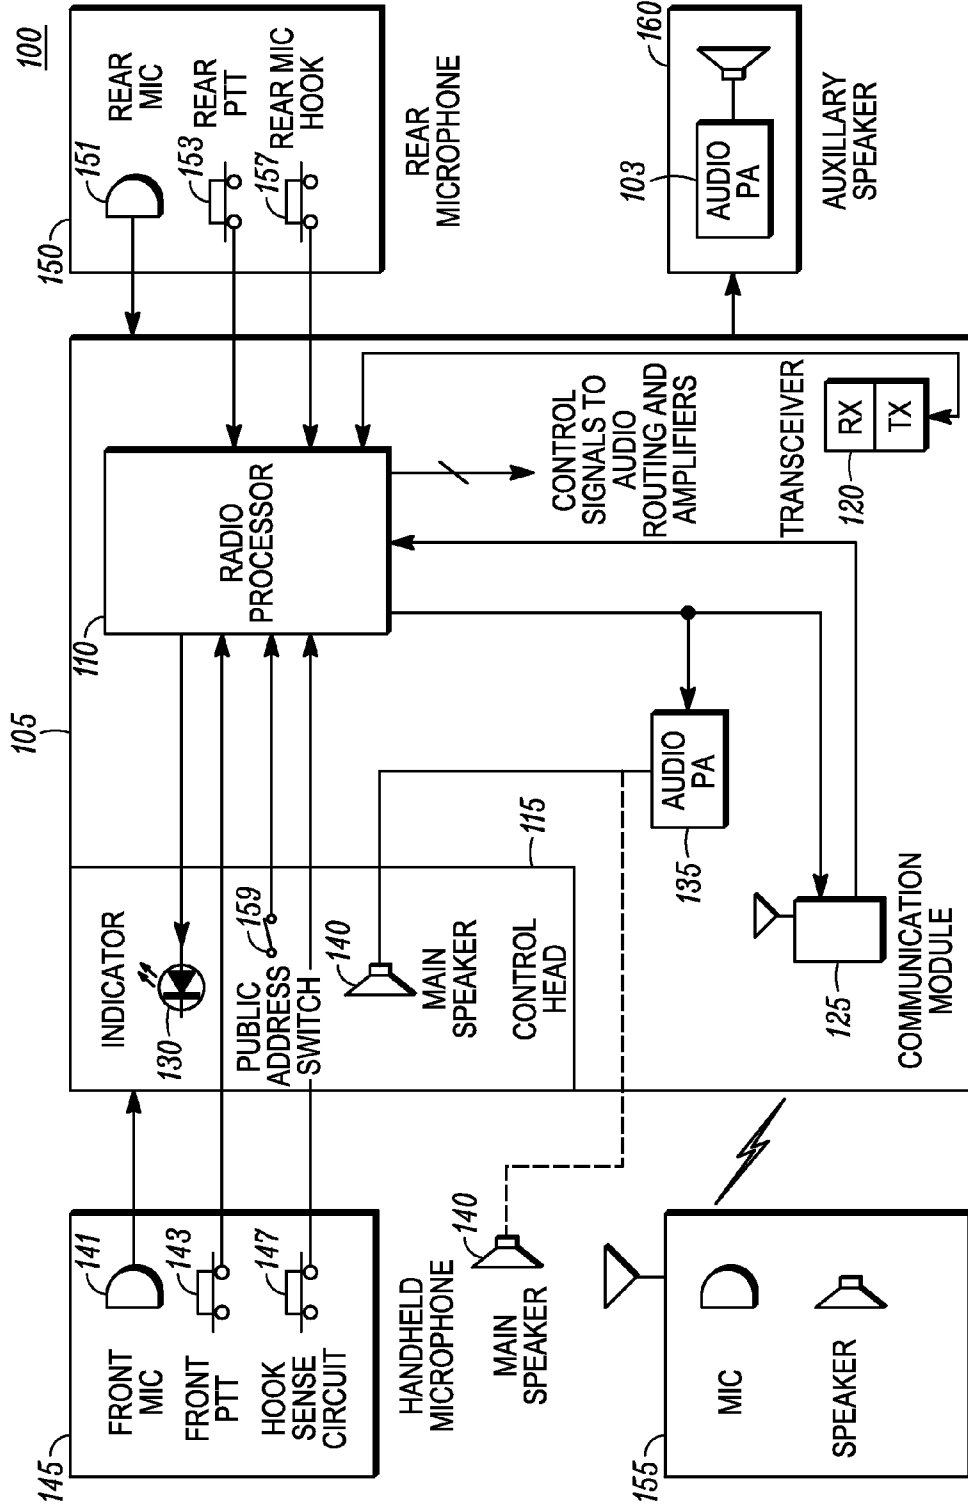 100
145
141
FRONT
MIC
143
FRONT
PTT
147
HOOK
SENSE
CIRCUIT
HANDHELD
MICROPHONE
140
MAIN
SPEAKER
155
MIC
SPEAKER
105
INDICATOR
130
PUBLIC
ADDRESS
SWITCH
159
140
MAIN
SPEAKER
CONTROL
HEAD
115
110
RADIO
PROCESSOR
AUDIO
PA
135
125
COMMUNICATION
MODULE
CONTROL
SIGNALS TO
AUDIO
ROUTING AND
AMPLIFIERS
TRANSCEIVER
120
RX
TX
150
151
REAR
MIC
153
REAR
PTT
157
REAR MIC
HOOK
REAR
MICROPHONE
160
103
AUDIO
PA
AUXILLARY
SPEAKER